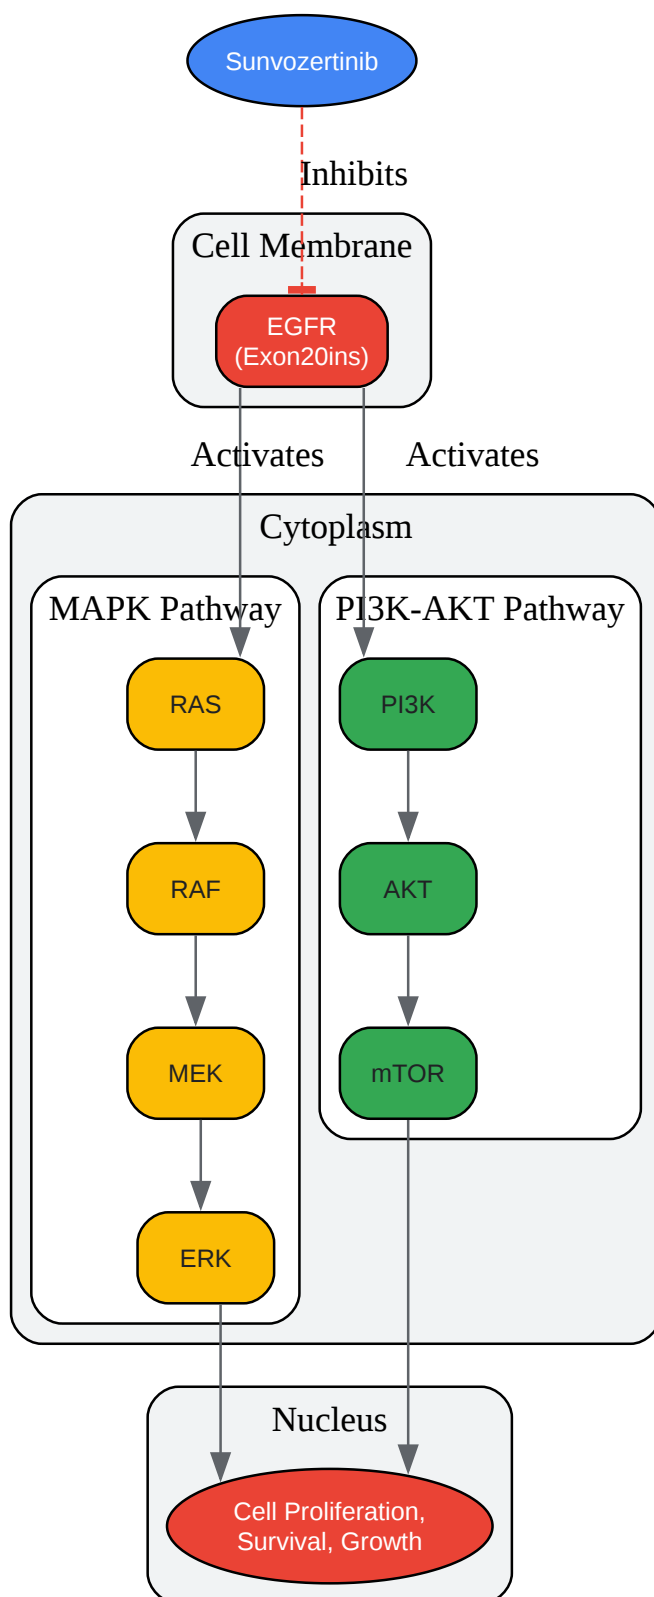 Sunvozertinib
Inhibits
Cell Membrane
EGFR
(Exon20ins)
Activates
Activates
Cytoplasm
MAPK Pathway
PI3K-AKT Pathway
RAS
PI3K
RAF
AKT
MEK
mTOR
ERK
Nucleus
Cell Proliferation,
Survival, Growth